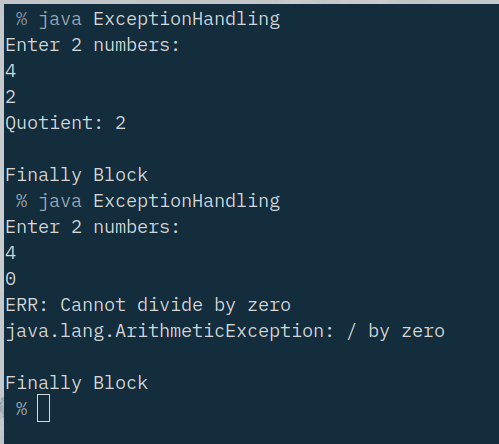 % java ExceptionHandling
Enter 2 numbers:
4
2
Quotient: 2
Finally Block
% java ExceptionHandling
Enter 2 numbers:
4
0
ERR: Cannot divide by zero
java.lang.ArithmeticException: / by zero
Finally Block
%